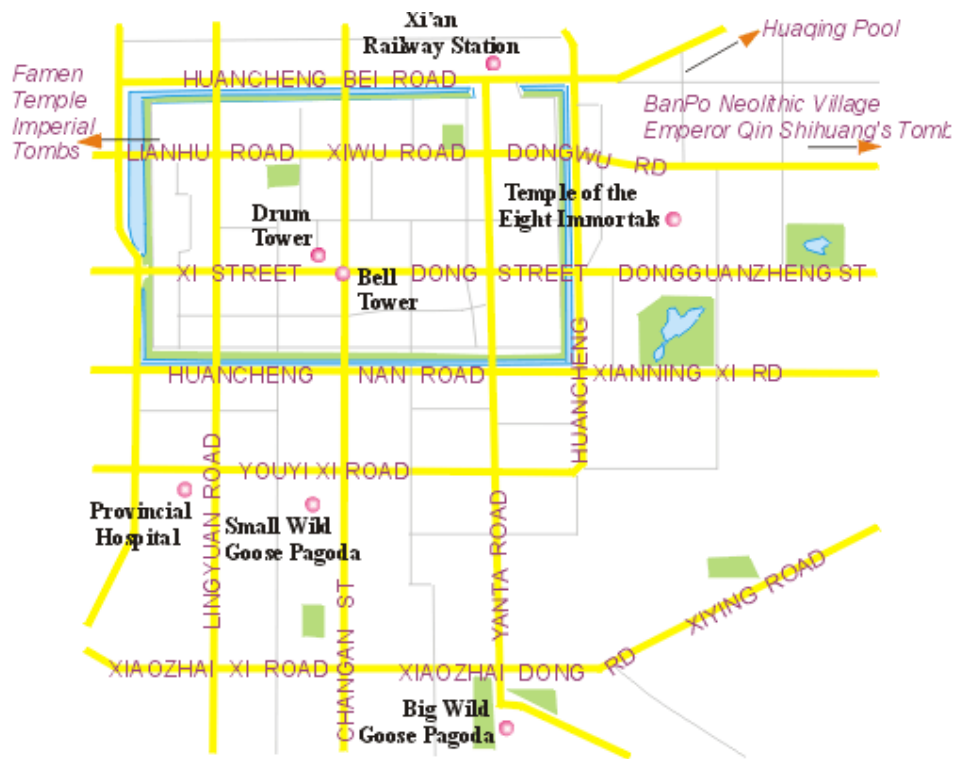 Xi'an
Railway Station
Huaqing Pool
Famen
Temple
Imperial
Tombs
HUANCHENG BEI ROAD
BanPo Neolithic Village
Emperor Qin Shihuang's Tomb
LIANHU ROAD
XIWU ROAD
DONGWU RD
Temple of the
Eight Immortals
Drum
Tower
XI STREET
Bell
Tower
DONG STREET
DONGGUANZHENG ST
HUANCHENG NAN ROAD
XIANNING XI RD
HUANCHENG
LINGYUAN ROAD
YOUYI XI ROAD
Provincial
Hospital
Small Wild
Goose Pagoda
YANTA ROAD
CHANGAN ST
XIYING ROAD
XIAOZHAI XI ROAD
XIAOZHAI DONG RD
Big Wild
Goose Pagoda